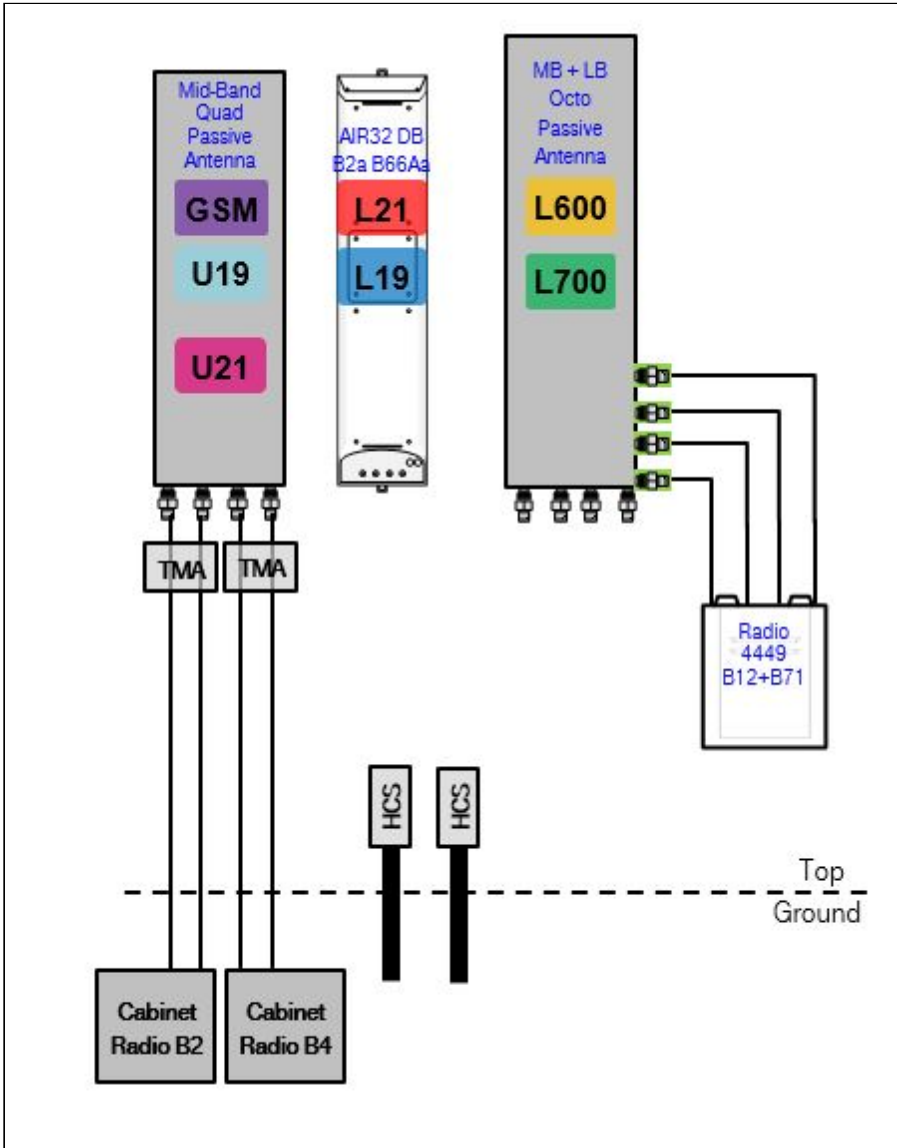 Mid-Band
Quad
Passive
Antenna
GSM
U19
U21
AIR32 DB
B2a B66Aa
L21
L19
MB + LB
Octo
Passive
Antenna
L600
L700
TMA
TMA
Radio
4449
B12+B71
HCS
HCS
Top
Ground
Cabinet
Radio B2
Cabinet
Radio B4